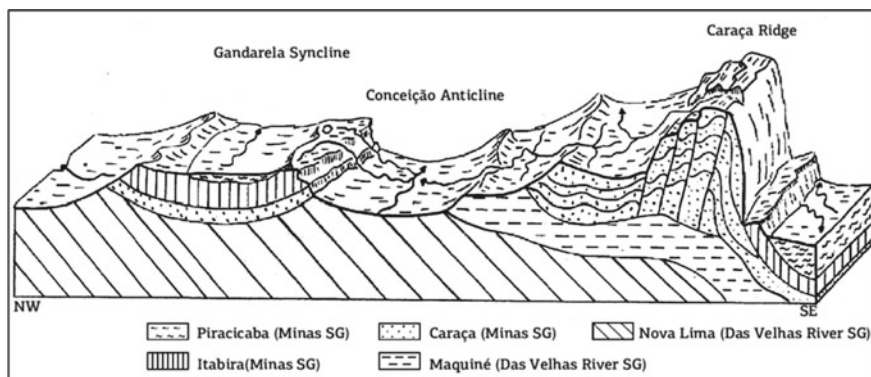 Caraça Ridge
Gandarela Syncline
Conceição Anticline
NW
SE
Piracicaba (Minas SG)
Caraça (Minas SG)
Nova Lima (Das Velhas River SG)
Itabira(Minas SG)
Maquiné (Das Velhas River SG)